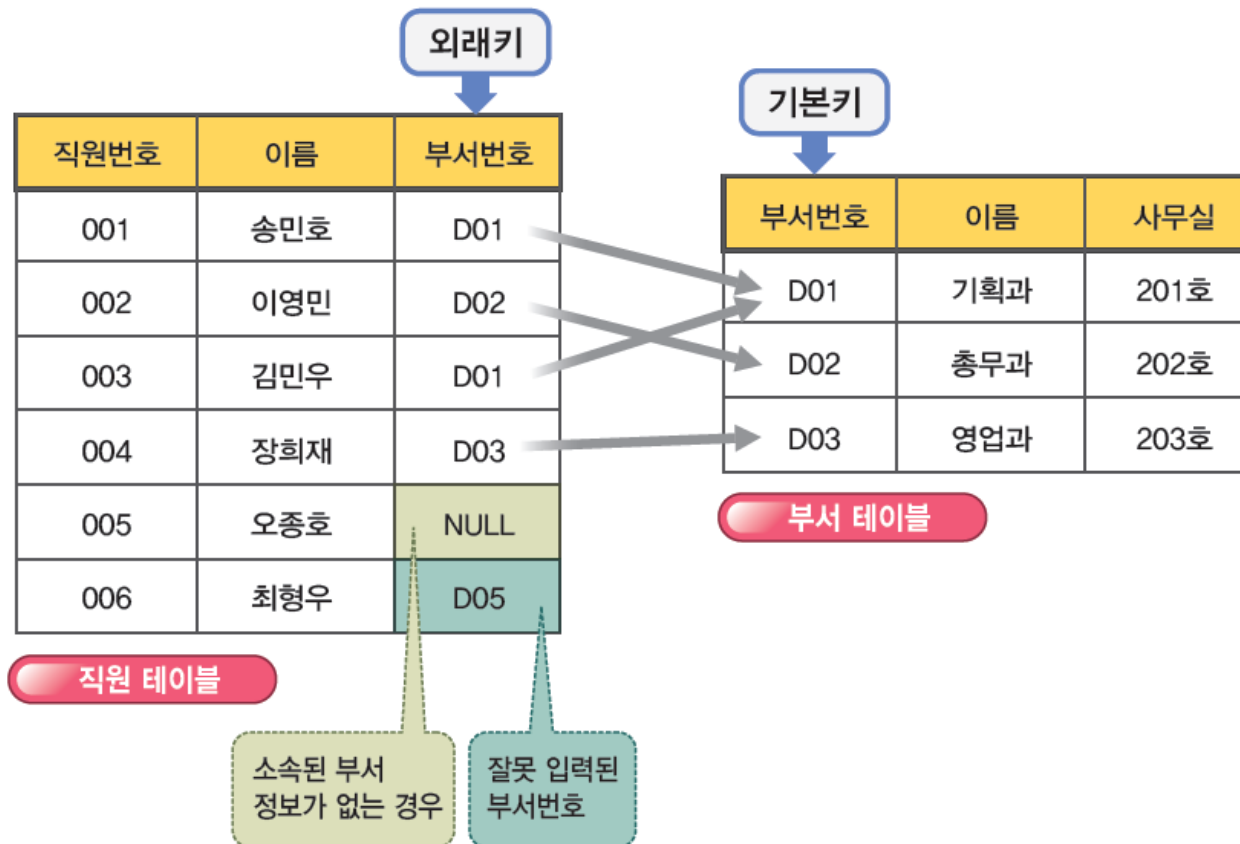 외래키
기본키
직원번호 이름 부서번호
001 송민호 D01
002 이영민 D02
003 김민우 D01
004 장희재 D03
005 오종호 NULL
006 최형우 D05
직원 테이블
부서번호 이름 사무실
D01 기획과 201호
D02 총무과 202호
D03 영업과 203호
부서 테이블
소속된 부서
정보가 없는 경우
잘못 입력된
부서번호